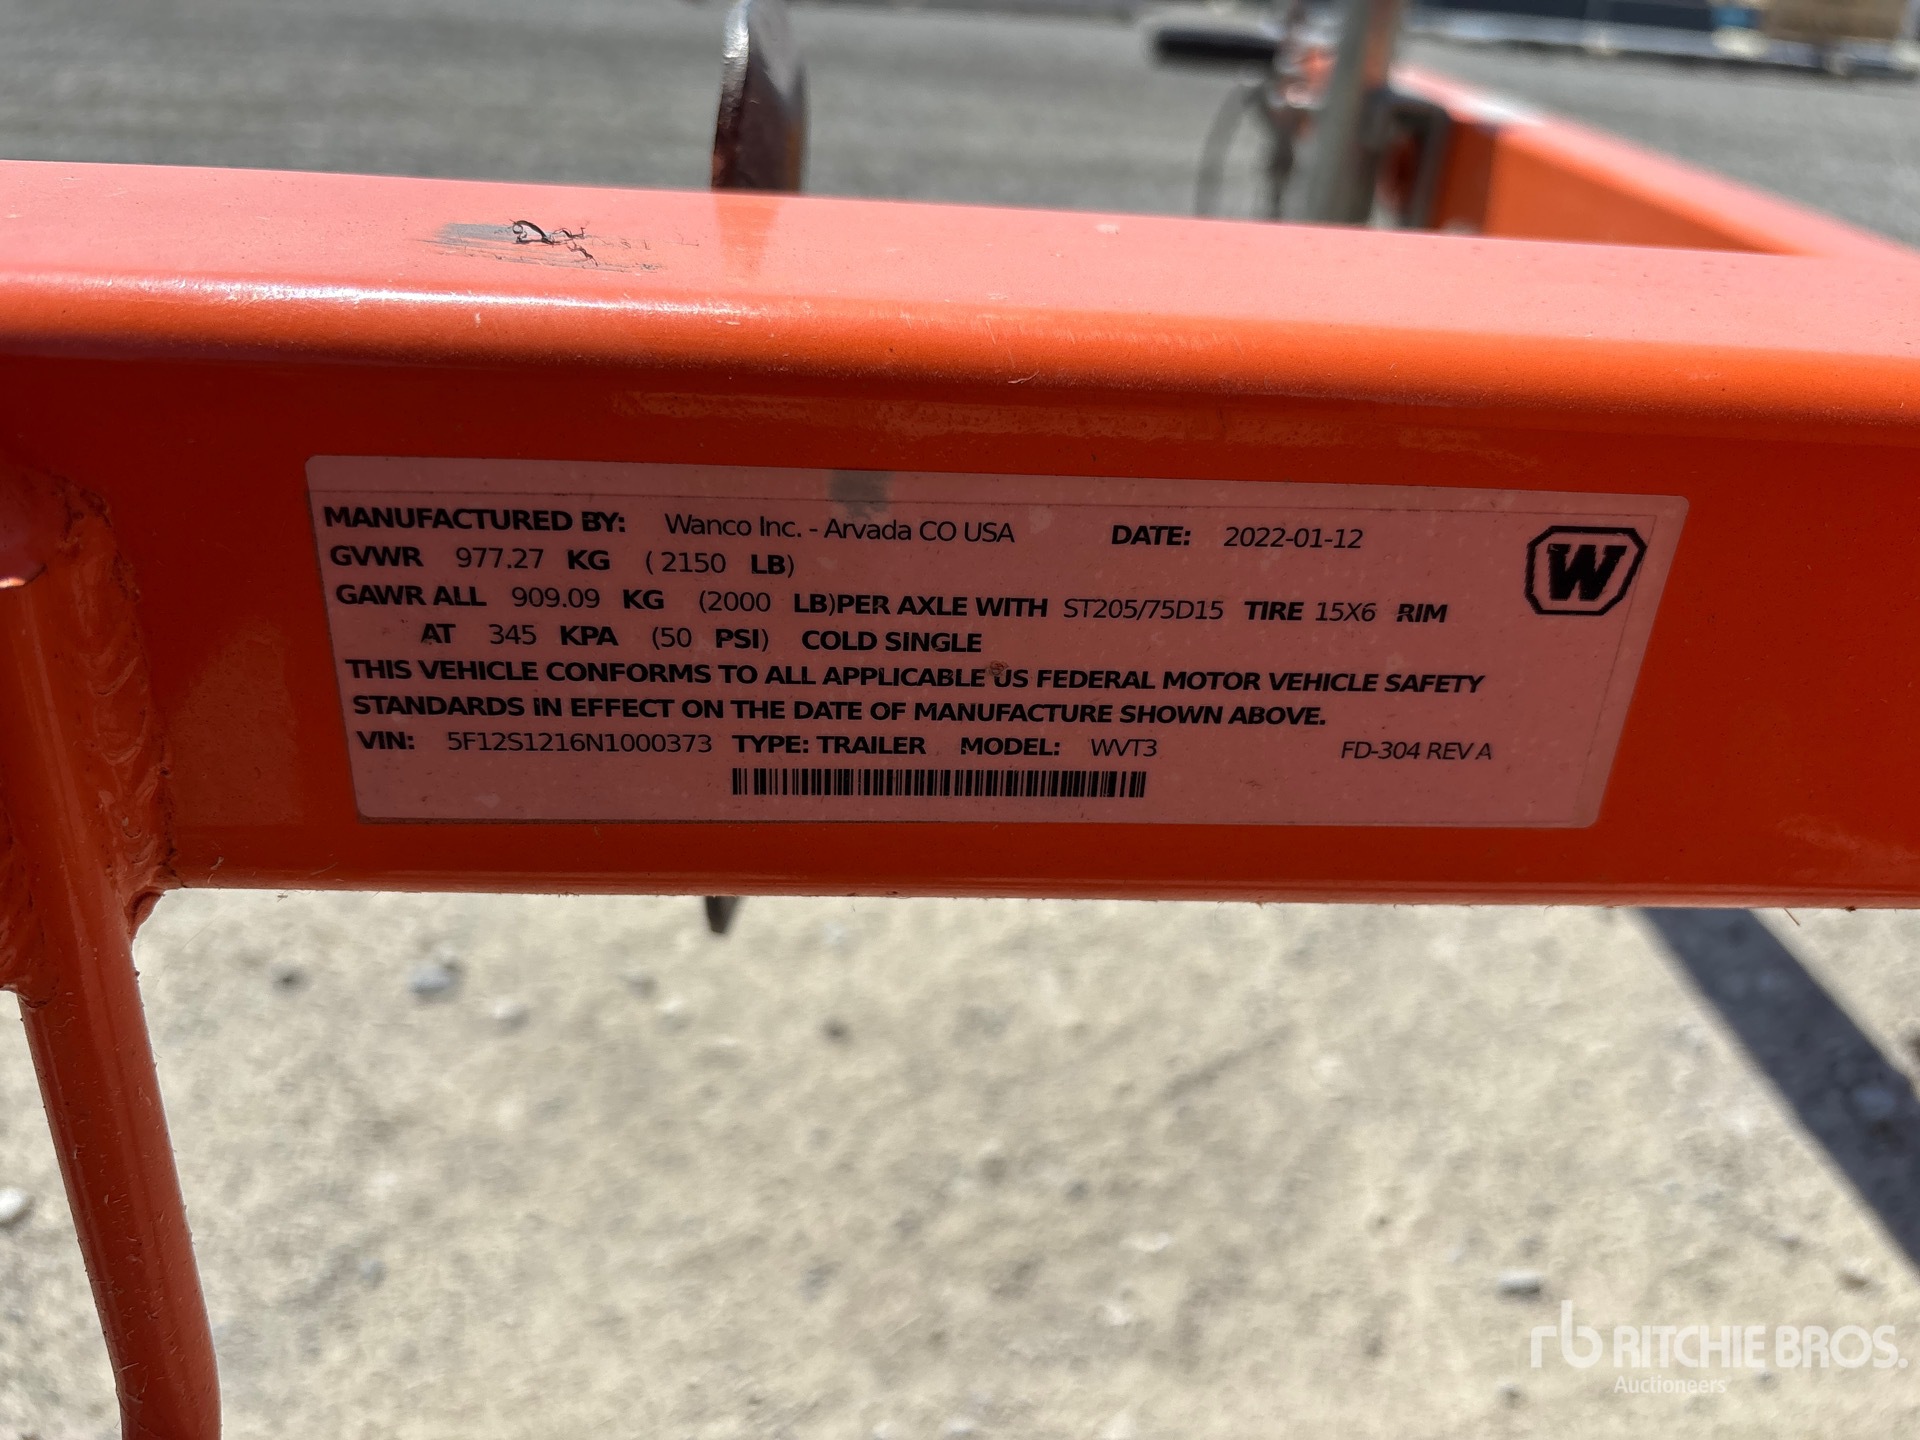 MANUFACTURED BY: Wanco Inc. - Arvada CO USA DATE: 2022-01-12
GVWR 977.27 KG ( 2150 LB)
GAWR ALL 909.09 KG (2000 LB)PER AXLE WITH ST205/75D15 TIRE 15X6 RIM
AT 345 KPA (50 PSI) COLD SINGLE
THIS VEHICLE CONFORMS TO ALL APPLICABLE US FEDERAL MOTOR VEHICLE SAFETY
STANDARDS IN EFFECT ON THE DATE OF MANUFACTURE SHOWN ABOVE.
VIN: 5F12S1216N1000373 TYPE: TRAILER MODEL: WVT3 FD-304 REV A
W
rb RITCHIE BROS.
Auctioneers